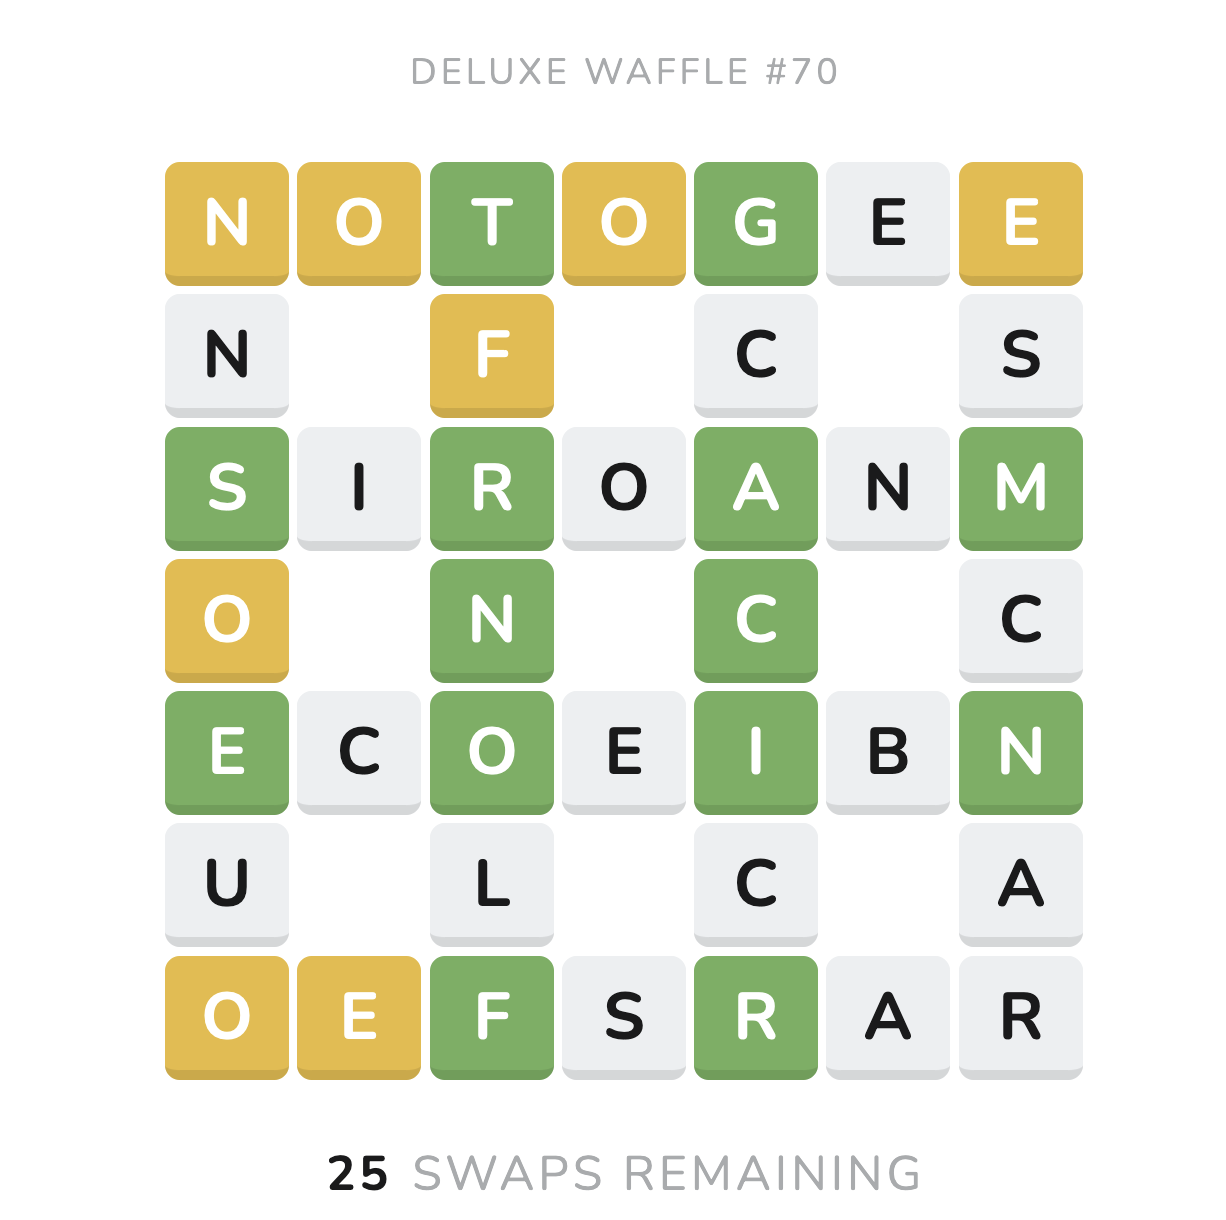 DELUXE WAFFLE #70
N O T O G E E
N F C S
S I R O A N M
O N C C
E C O E I B N
U L C A
O E F S R A R
25 SWAPS REMAINING